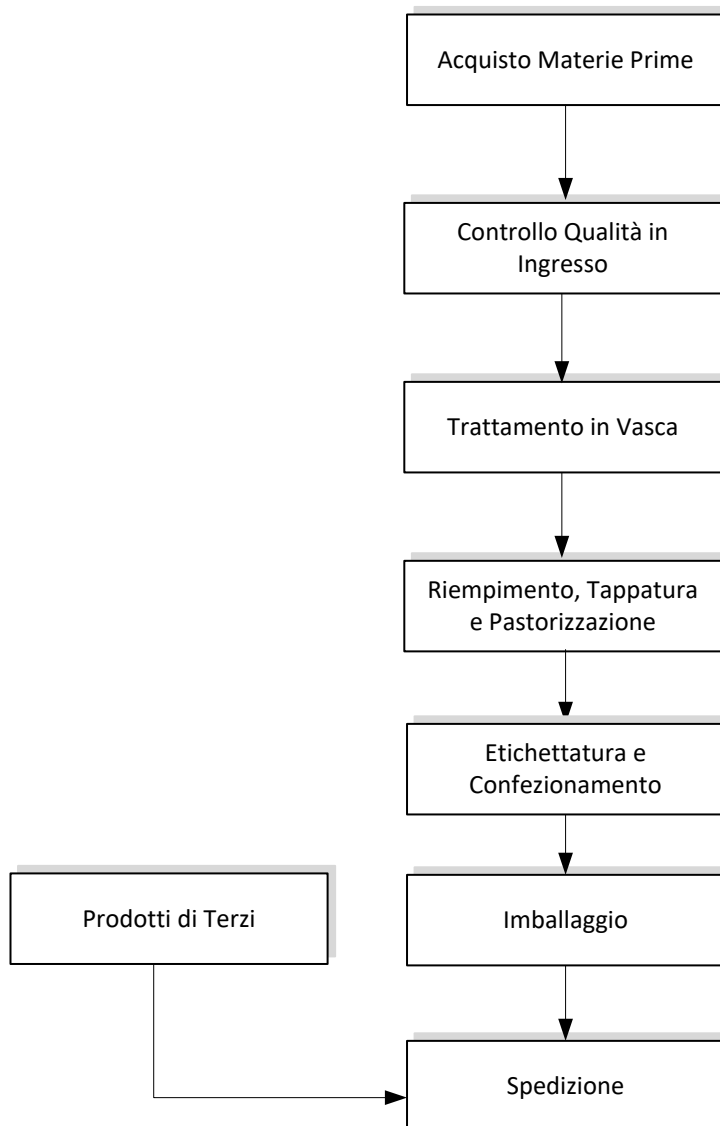 Acquisto Materie Prime
Controllo Qualità in
Ingresso
Trattamento in Vasca
Riempimento, Tappatura
e Pastorizzazione
Etichettatura e
Confezionamento
Prodotti di Terzi
Imballaggio
Spedizione